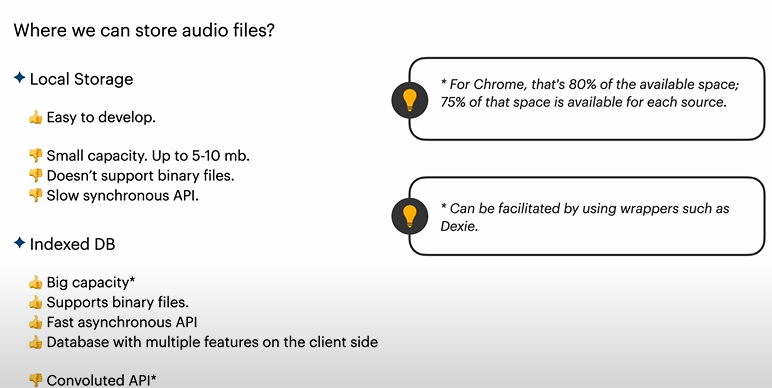 Where we can store audio files?
Local Storage
Easy to develop.
Small capacity. Up to 5-10 mb.
Doesn’t support binary files.
Slow synchronous API.
Indexed DB
Big capacity*
Supports binary files.
Fast asynchronous API
Database with multiple features on the client side
Convoluted API*
* For Chrome, that's 80% of the available space;
75% of that space is available for each source.
* Can be facilitated by using wrappers such as
Dexie.